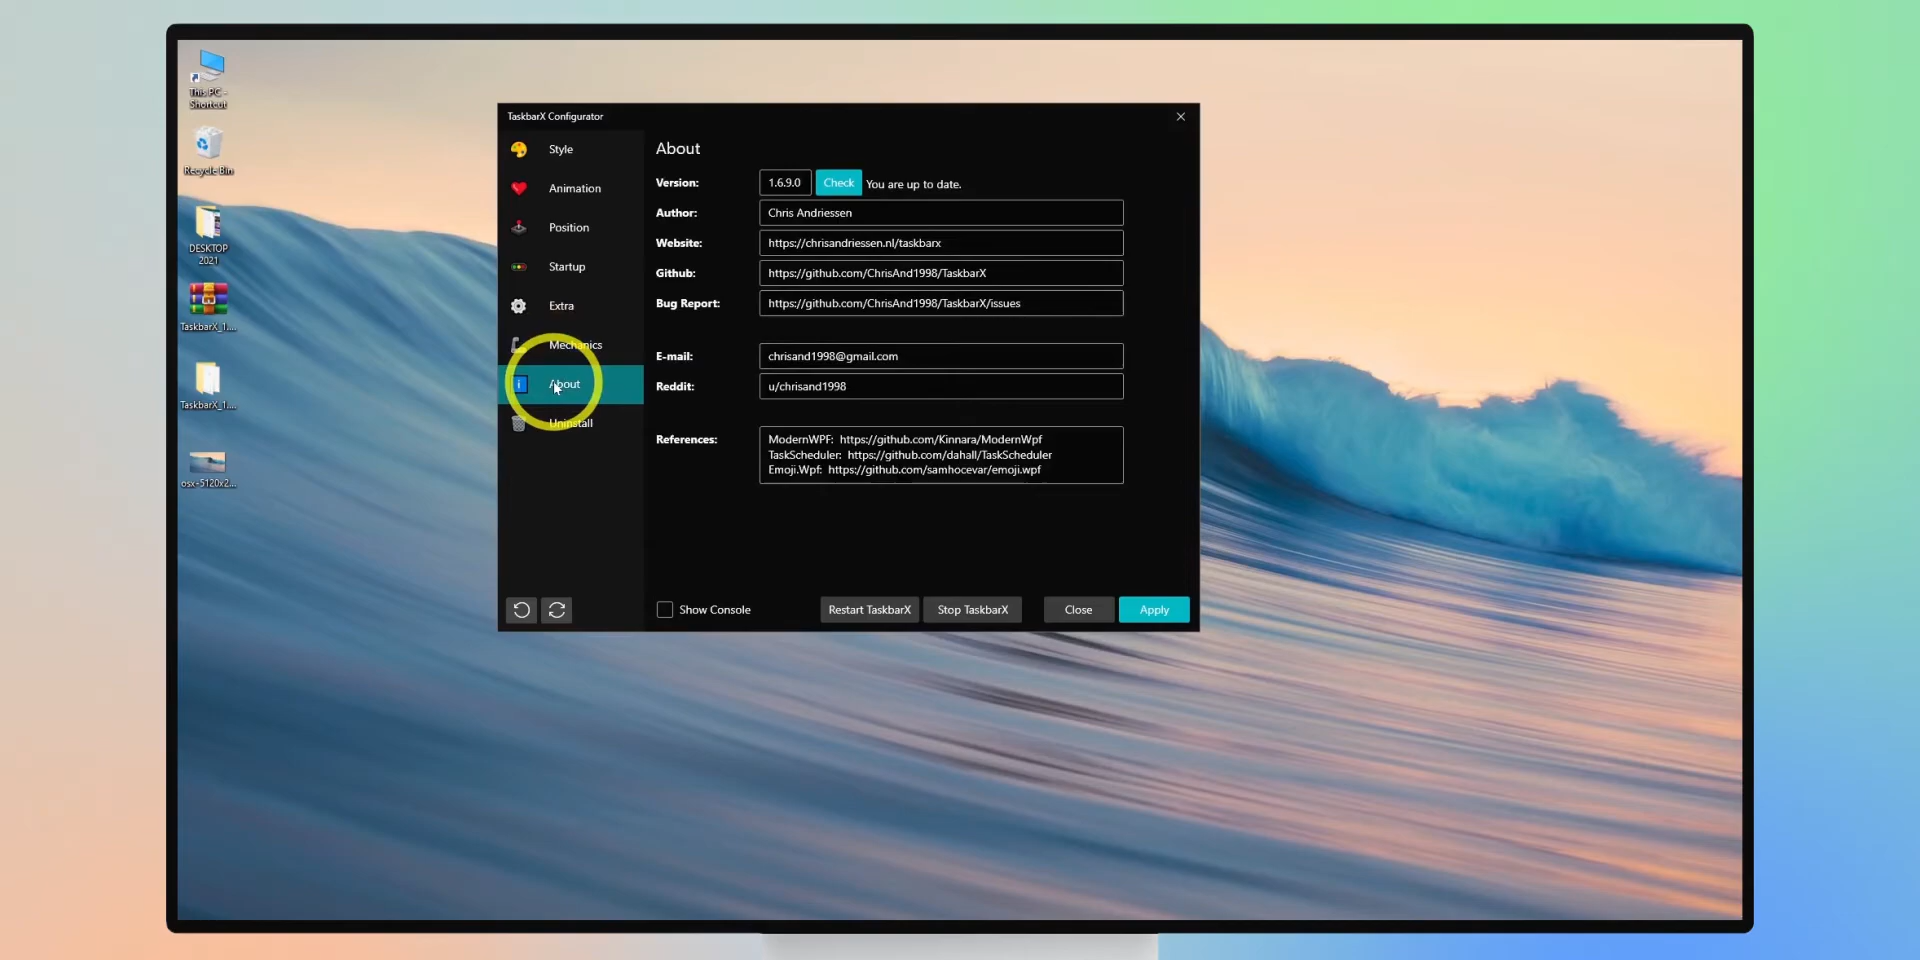 This PC -
Shortcut
Recycle Bin
DESKTOP
2021
TaskbarX_1....
TaskbarX_1....
osx-5120x2...
TaskbarX Configurator
Style
Animation
Position
Startup
Extra
Mechanics
About
Uninstall
About
Version: 1.6.9.0 Check You are up to date.
Author: Chris Andriessen
Website: https://chrisandriessen.nl/taskbarx
Github: https://github.com/ChrisAnd1998/TaskbarX
Bug Report: https://github.com/ChrisAnd1998/TaskbarX/issues
E-mail: chrisand1998@gmail.com
Reddit: u/chrisand1998
References: ModernWPF: https://github.com/Kinnara/ModernWpf
TaskScheduler: https://github.com/dahall/TaskScheduler
Emoji.Wpf: https://github.com/samhocevar/emoji.wpf
Show Console Restart TaskbarX Stop TaskbarX Close Apply